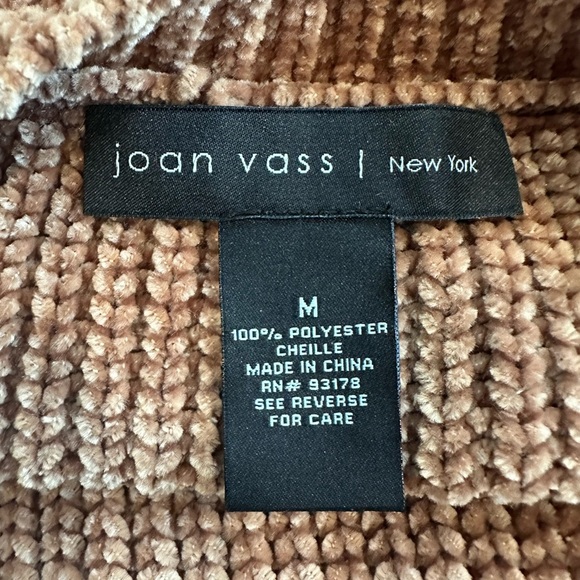 joan vass | New York
M
100% POLYESTER
CHEILLE
MADE IN CHINA
RN# 93178
SEE REVERSE
FOR CARE